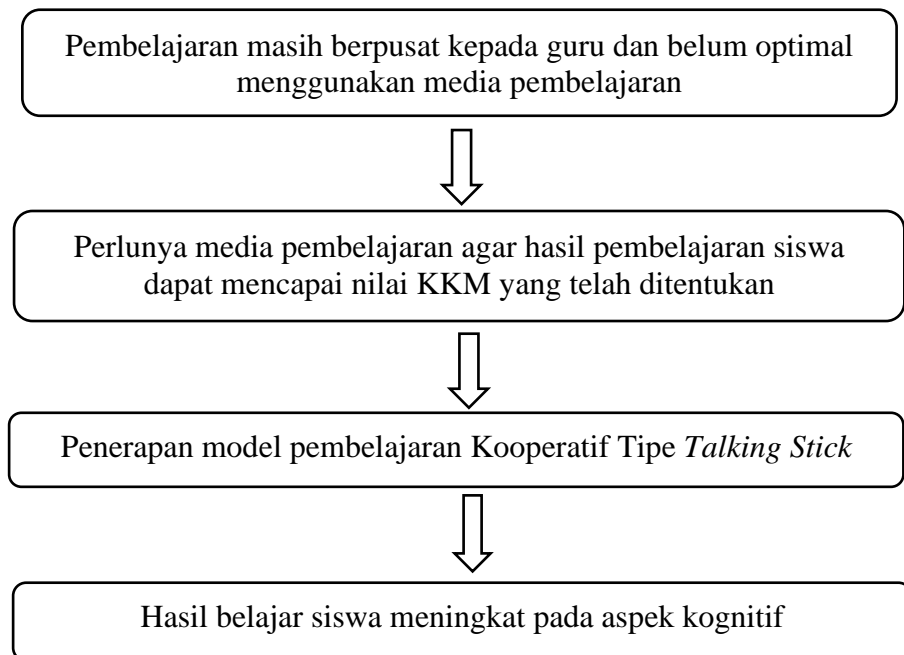 Pembelajaran masih berpusat kepada guru dan belum optimal
menggunakan media pembelajaran
Perlunya media pembelajaran agar hasil pembelajaran siswa
dapat mencapai nilai KKM yang telah ditentukan
Penerapan model pembelajaran Kooperatif Tipe Talking Stick
Hasil belajar siswa meningkat pada aspek kognitif